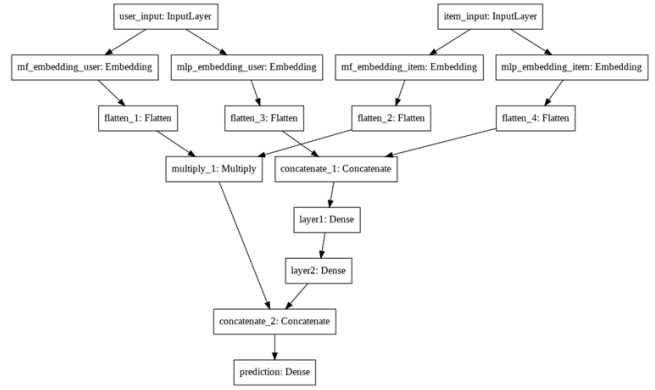 user_input: InputLayer
item_input: InputLayer
mf_embedding_user: Embedding
mlp_embedding_user: Embedding
mf_embedding_item: Embedding
mlp_embedding_item: Embedding
flatten_1: Flatten
flatten_3: Flatten
flatten_2: Flatten
flatten_4: Flatten
multiply_1: Multiply
concatenate_1: Concatenate
layer1: Dense
layer2: Dense
concatenate_2: Concatenate
prediction: Dense